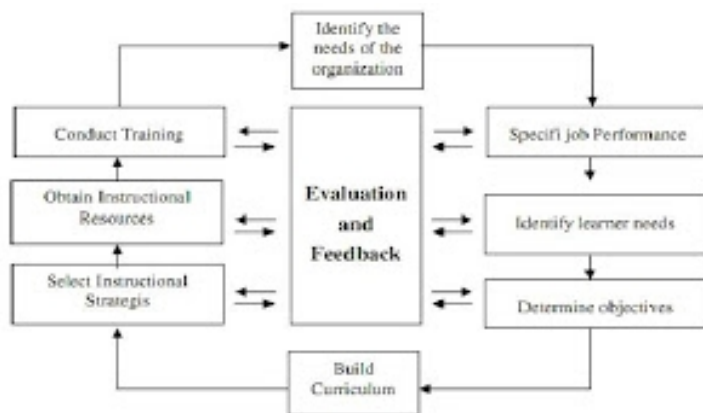 Identify the
needs of the
organization
Conduct Training
Specifi job Performance
Obtain Instructional
Resources
Evaluation
and
Feedback
Identify learner needs
Select Instructional
Strategis
Determine objectives
Build
Curriculum